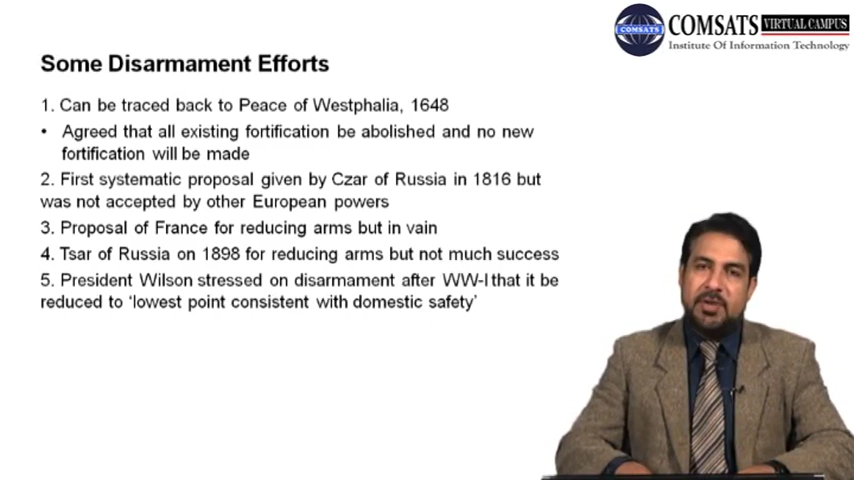 COMSATS VIRTUAL CAMPUS
COMSATS
Institute Of Information Technology
Some Disarmament Efforts
1. Can be traced back to Peace of Westphalia, 1648
• Agreed that all existing fortification be abolished and no new
fortification will be made
2. First systematic proposal given by Czar of Russia in 1816 but
was not accepted by other European powers
3. Proposal of France for reducing arms but in vain
4. Tsar of Russia on 1898 for reducing arms but not much success
5. President Wilson stressed on disarmament after WW-I that it be
reduced to ‘lowest point consistent with domestic safety’